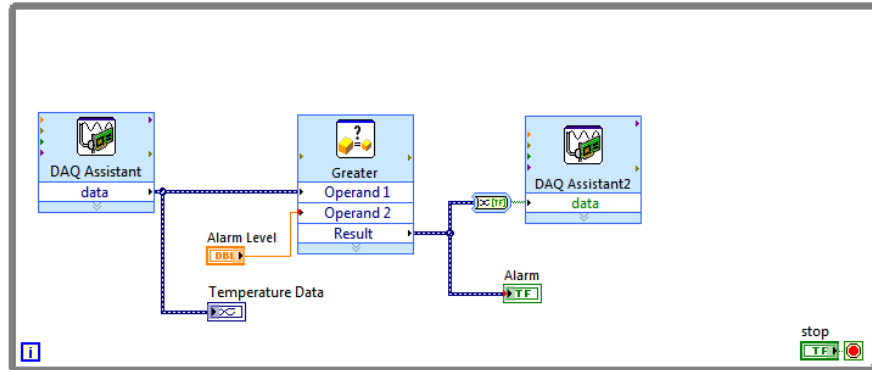 DAQ Assistant
data
?
Greater
Operand 1
Operand 2
Result
Alarm Level
DBL
Temperature Data
[TF]
DAQ Assistant2
data
Alarm
TF
i
stop
TF